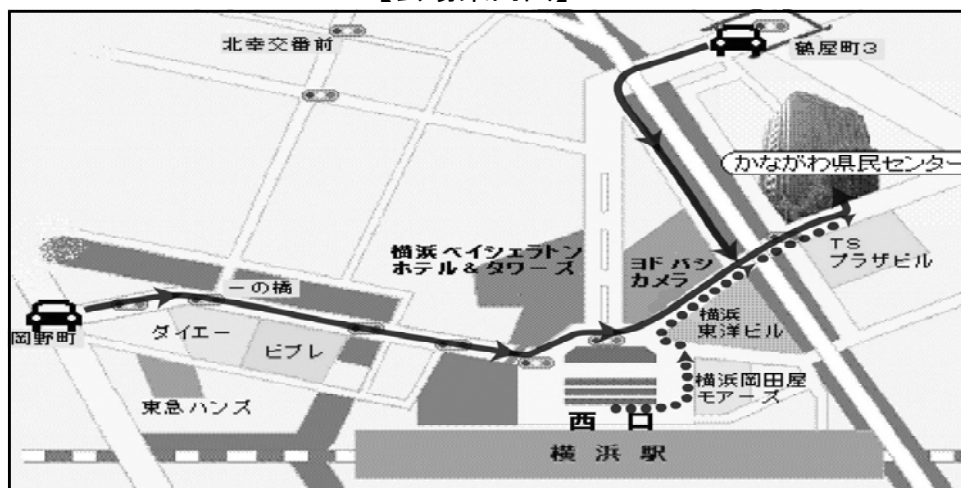 北幸交番前
鶴屋町3
かながわ県民センター
TS
プラザビル
横浜ベイシェラトン
ホテル&タワーズ
ヨドバシ
カメラ
一の橋
岡野町
ダイエー
ビブレ
横浜
東洋ビル
横浜岡田屋
モアーズ
東急ハンズ
西口
横浜駅